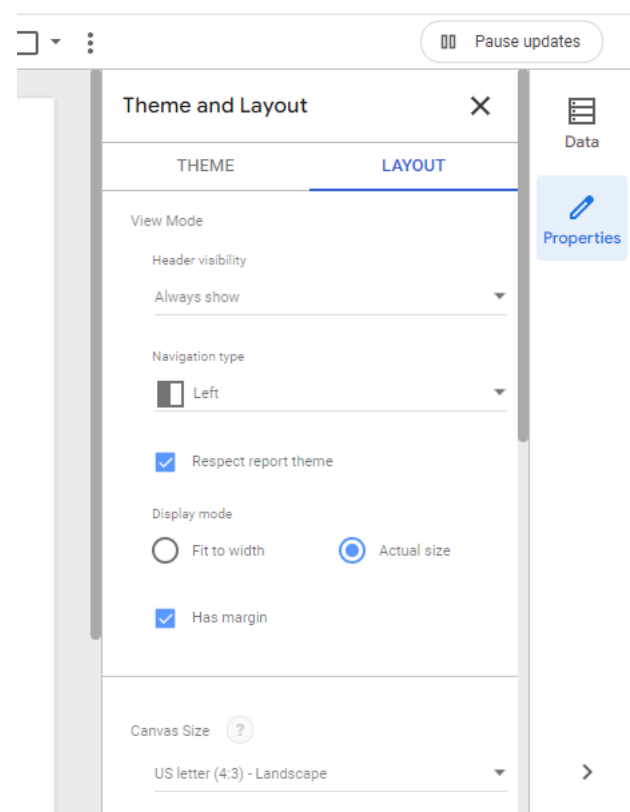 Pause updates
Theme and Layout
Data
THEME LAYOUT
View Mode
Properties
Header visibility
Always show
Navigation type
Left
Respect report theme
Display mode
Fit to width Actual size
Has margin
Canvas Size ?
US letter (4:3) - Landscape